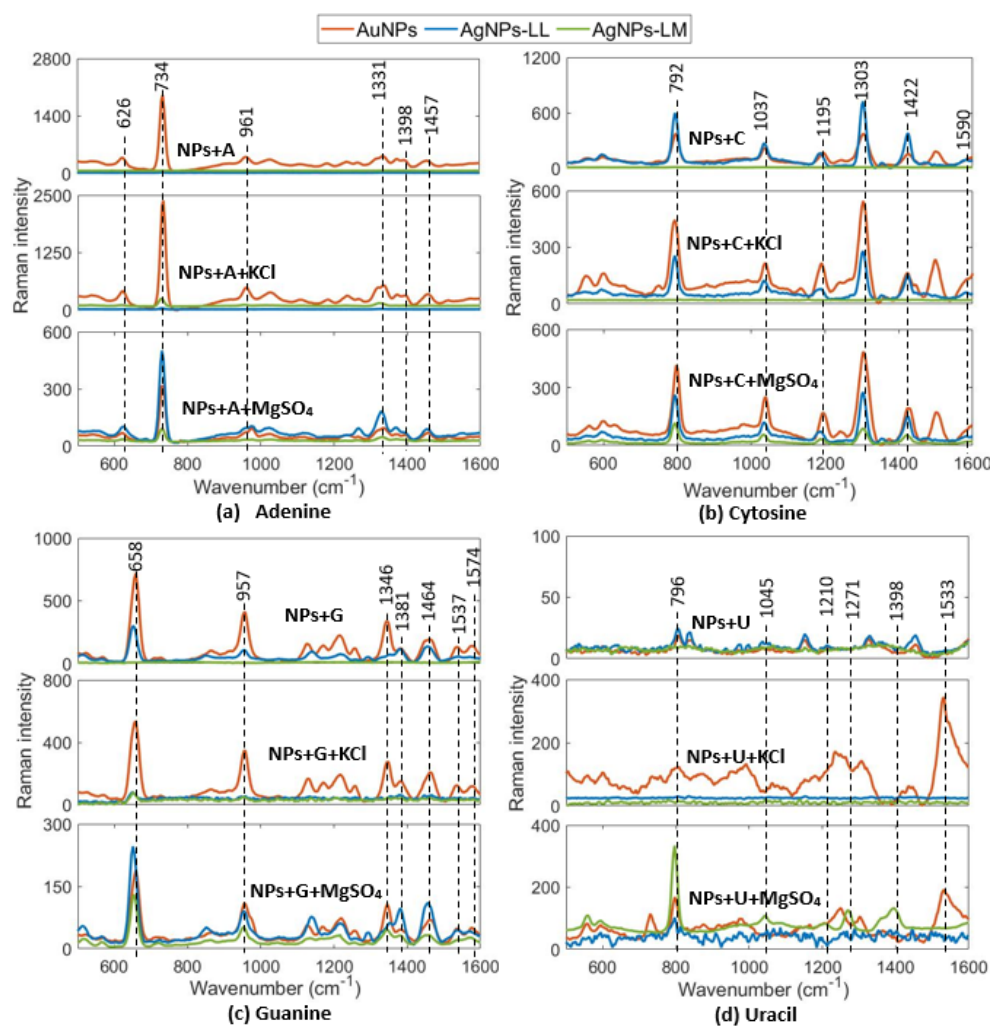 AuNPs AgNPs-LL AgNPs-LM
2800
1400
0
626
734
961
1331
1398
1457
NPs+A
2500
1250
0
NPs+A+KCl
600
300
0
NPs+A+MgSO4
Raman intensity
600 800 1000 1200 1400 1600
Wavenumber (cm-1)
(a) Adenine
1200
600
0
792
1037
1195
1303
1422
1590
NPs+C
600
300
0
NPs+C+KCl
600
300
0
NPs+C+MgSO4
Raman intensity
600 800 1000 1200 1400 1600
Wavenumber (cm-1)
(b) Cytosine
1000
500
0
658
957
1346
1381
1464
1537
1574
NPs+G
800
400
0
NPs+G+KCl
300
150
0
NPs+G+MgSO4
Raman intensity
600 800 1000 1200 1400 1600
Wavenumber (cm-1)
(c) Guanine
100
50
0
796
1045
1210
1271
1398
1533
NPs+U
400
200
0
NPs+U+KCl
400
200
0
NPs+U+MgSO4
Raman intensity
600 800 1000 1200 1400 1600
Wavenumber (cm-1)
(d) Uracil